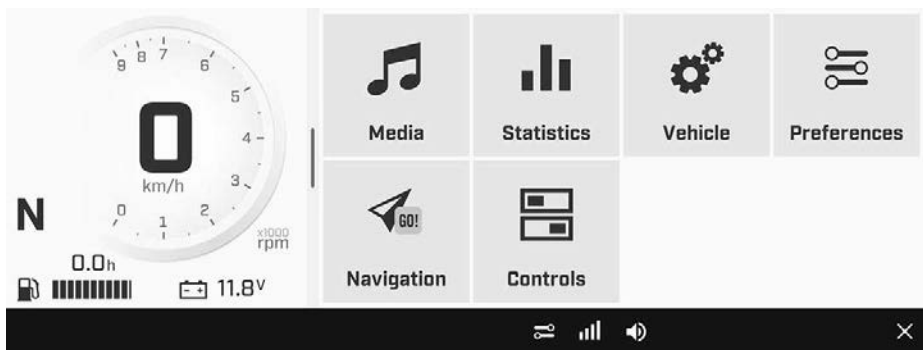 9 8 7 6
5
4
3
0 1 2
0
km/h
x1000
rpm
N
0.0h
11.8V
Media
Statistics
Vehicle
Preferences
GO!
Navigation
Controls